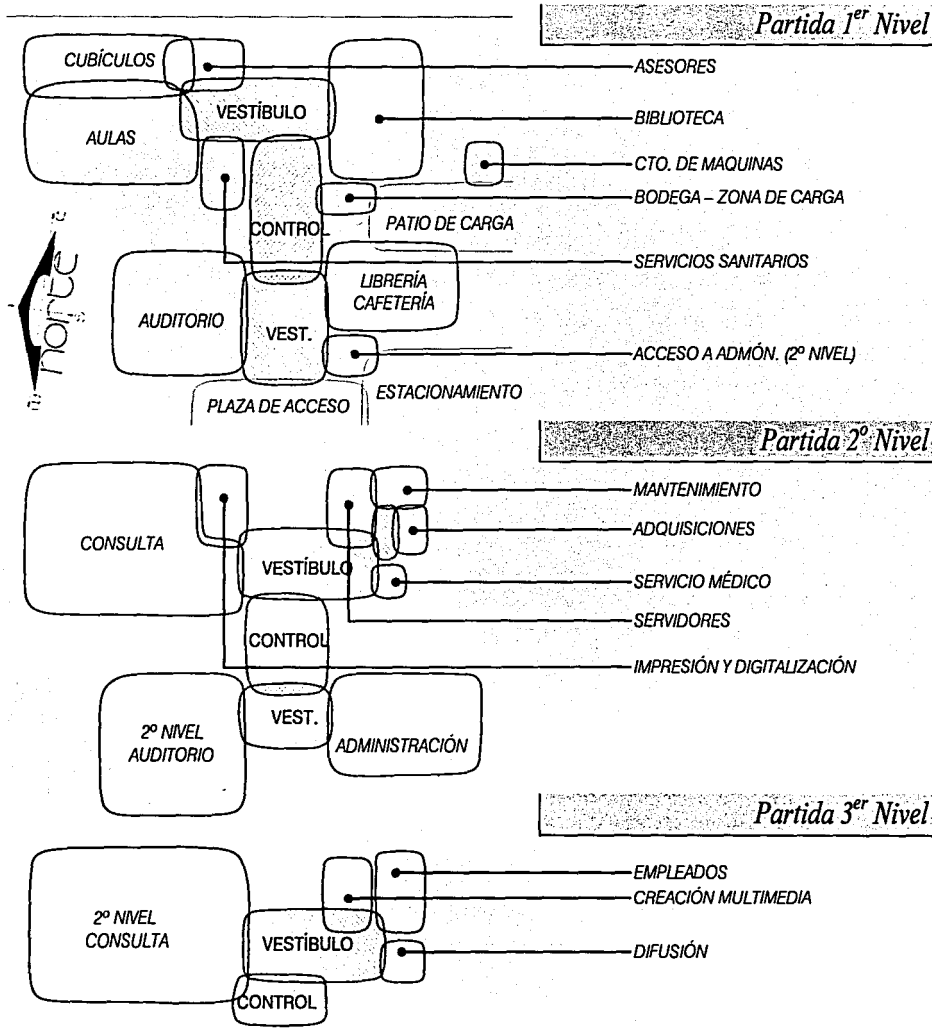 Partida 1er Nivel
CUBÍCULOS
ASESORES
VESTÍBULO
BIBLIOTECA
AULAS
CTO. DE MAQUINAS
BODEGA – ZONA DE CARGA
PATIO DE CARGA
CONTROL
SERVICIOS SANITARIOS
LIBRERÍA
CAFETERÍA
norte
AUDITORIO
VEST.
ACCESO A ADMÓN. (2º NIVEL)
ESTACIONAMIENTO
PLAZA DE ACCESO
Partida 2º Nivel
MANTENIMIENTO
ADQUISICIONES
CONSULTA
VESTÍBULO
SERVICIO MÉDICO
SERVIDORES
CONTROL
IMPRESIÓN Y DIGITALIZACIÓN
VEST.
2º NIVEL
AUDITORIO
ADMINISTRACIÓN
Partida 3er Nivel
EMPLEADOS
CREACIÓN MULTIMEDIA
2º NIVEL
CONSULTA
VESTÍBULO
DIFUSIÓN
CONTROL